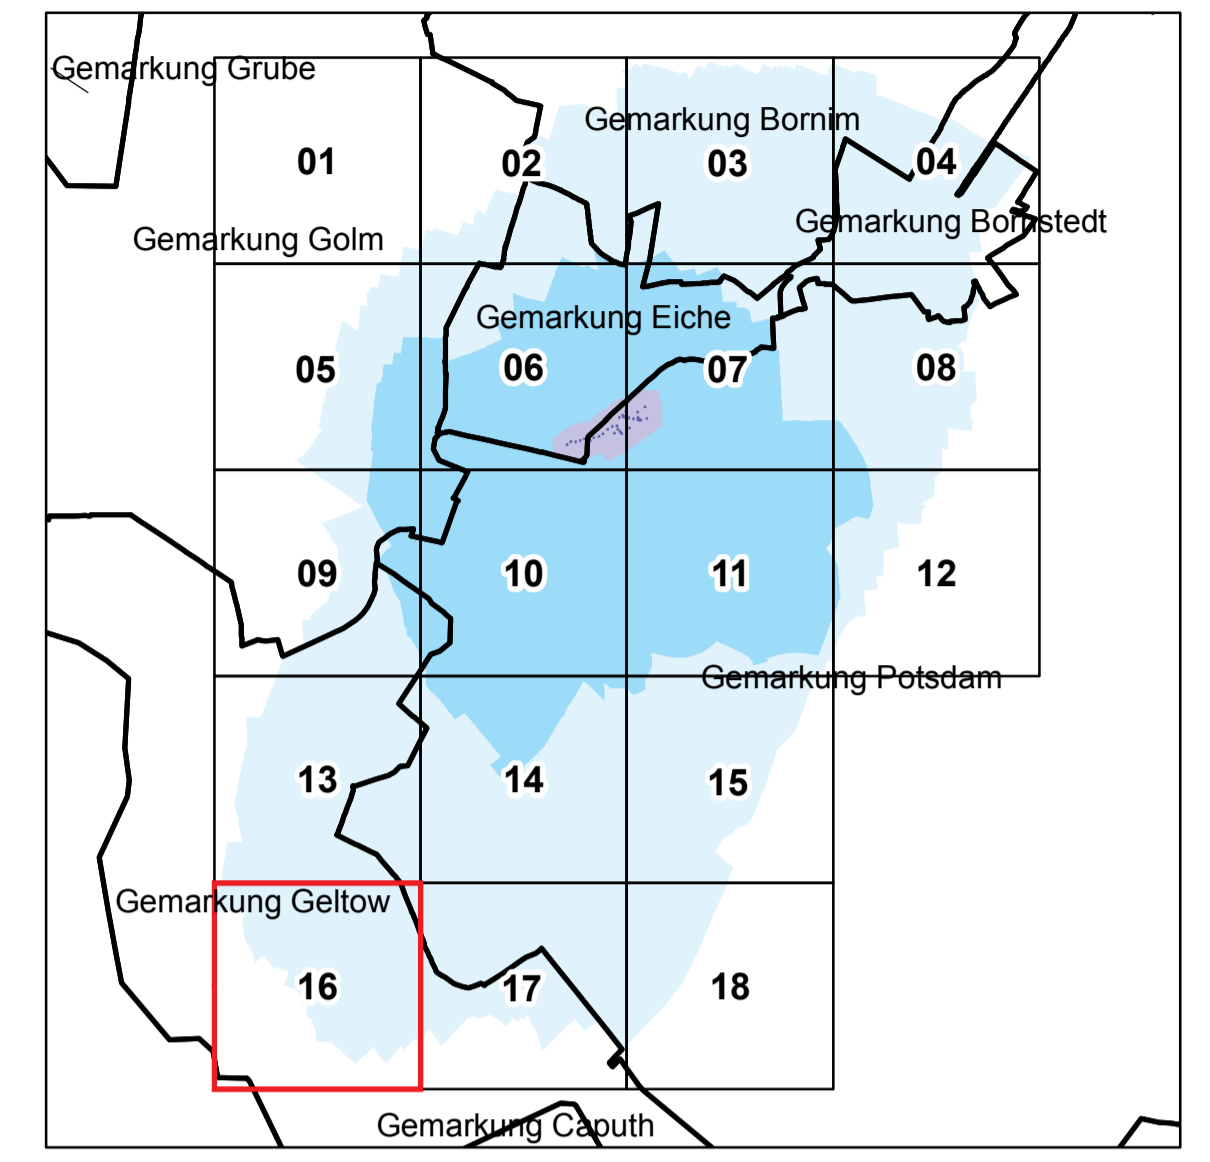 Gemarkung Grube
Gemarkung Bornim
01
02
03
04
Gemarkung Bornstedt
Gemarkung Golm
Gemarkung Eiche
05
06
07
08
09
10
11
12
Gemarkung Potsdam
13
14
15
Gemarkung Geltow
16
17
18
Gemarkung Caputh